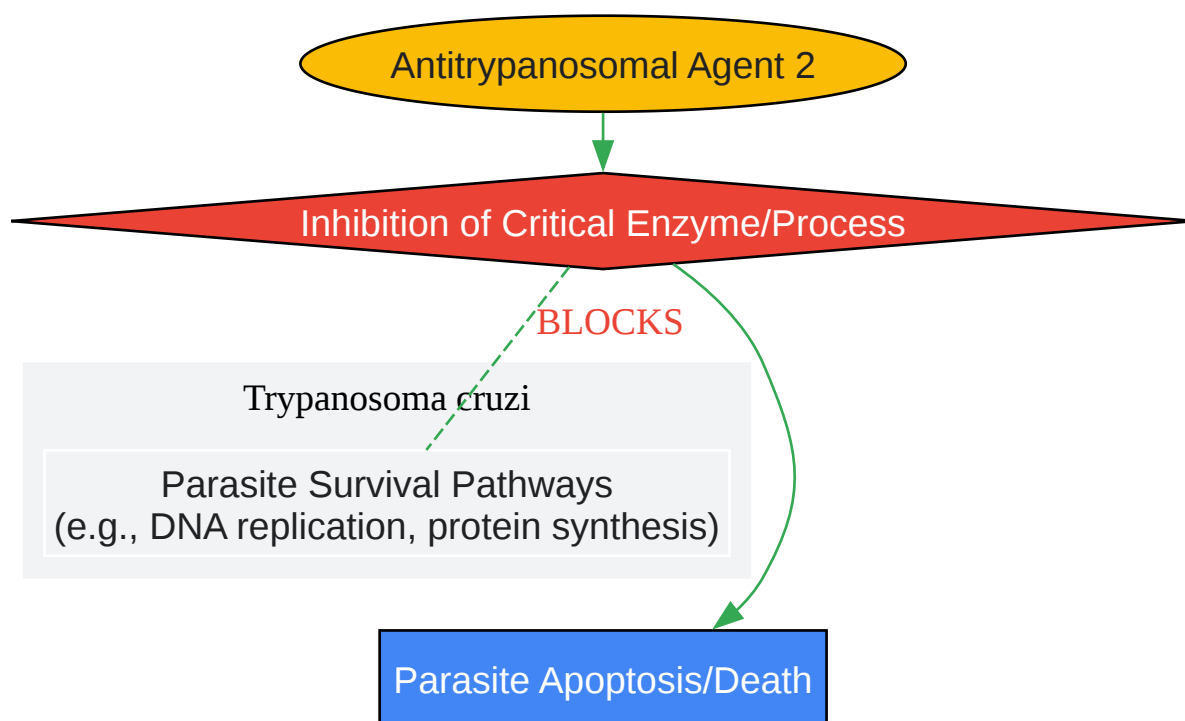 Antitrypanosomal Agent 2
Inhibition of Critical Enzyme/Process
BLOCKS
Trypanosoma cruzi
Parasite Survival Pathways
(e.g., DNA replication, protein synthesis)
Parasite Apoptosis/Death